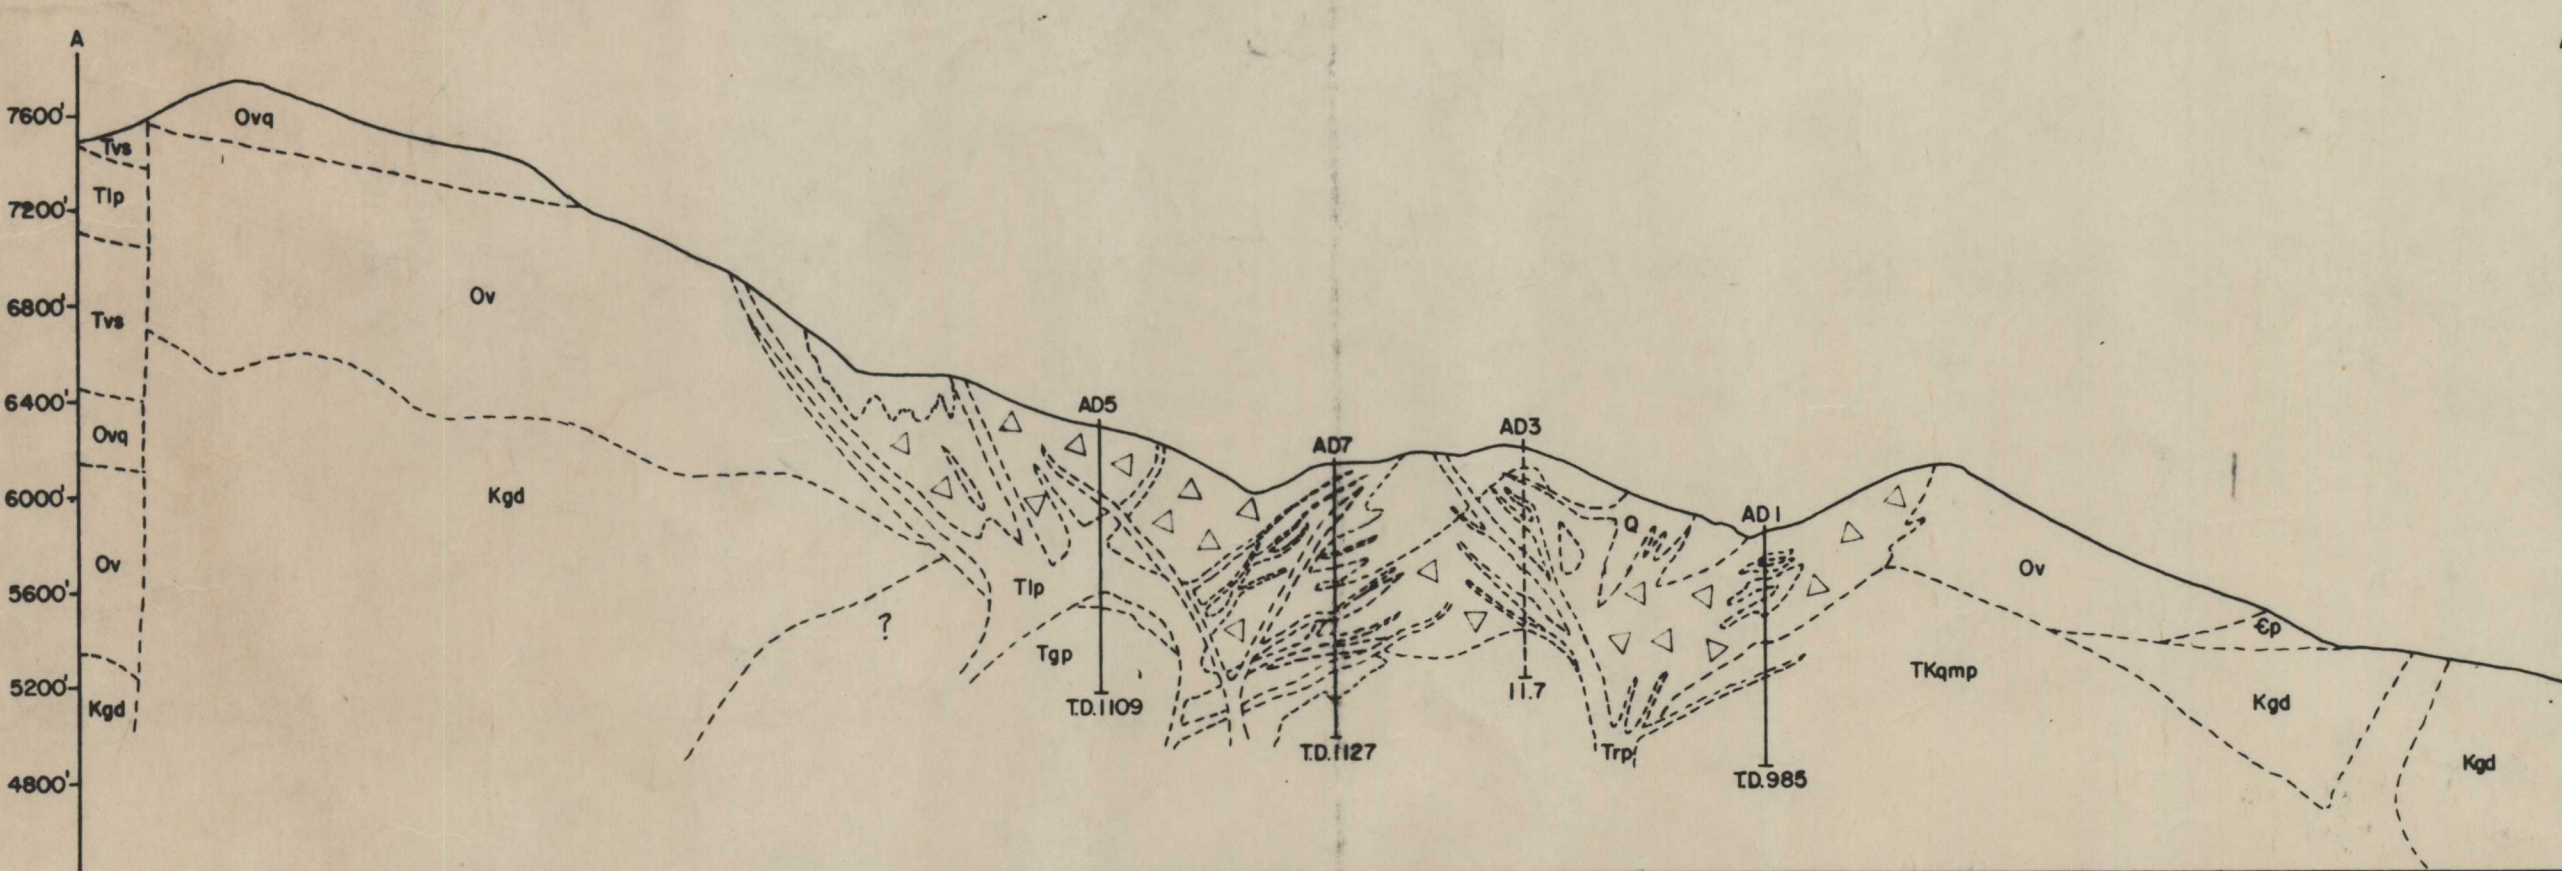 A
7600'
Ovq
Tvs
Tlp
7200'
6800'
Tvs
Ov
6400'
AD5
AD7
AD3
Ovq
Kgd
6000'
Q
AD1
Ov
5600'
Tlp
Ov
?
Tgp
Єp
5200'
TKqmp
Kgd
T.D.1109
11.7
Kgd
T.D.1127
Trp
T.D.985
Kgd
4800'